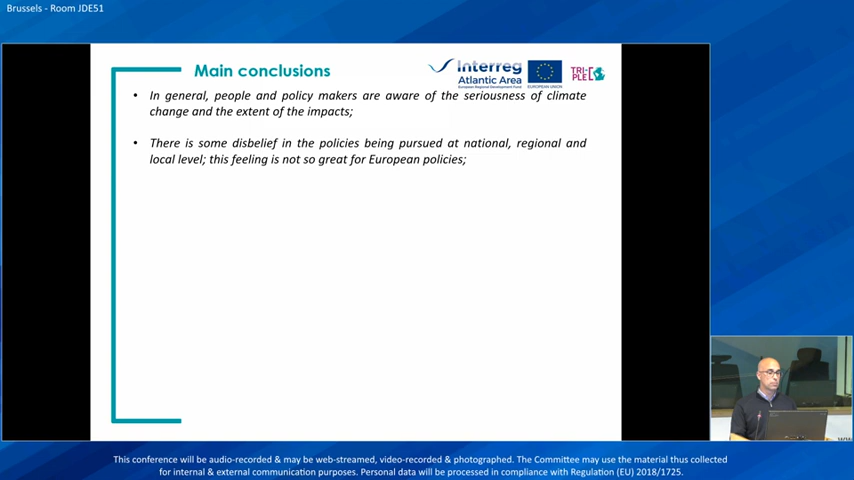 Brussels - Room JDE51
Main conclusions
Interreg
Atlantic Area
European Regional Development Fund
EUROPEAN UNION
TRI-
PLE
• In general, people and policy makers are aware of the seriousness of climate
change and the extent of the impacts;
• There is some disbelief in the policies being pursued at national, regional and
local level; this feeling is not so great for European policies;
This conference will be audio-recorded & may be web-streamed, video-recorded & photographed. The Committee may use the material thus collected
for internal & external communication purposes. Personal data will be processed in compliance with Regulation (EU) 2018/1725.